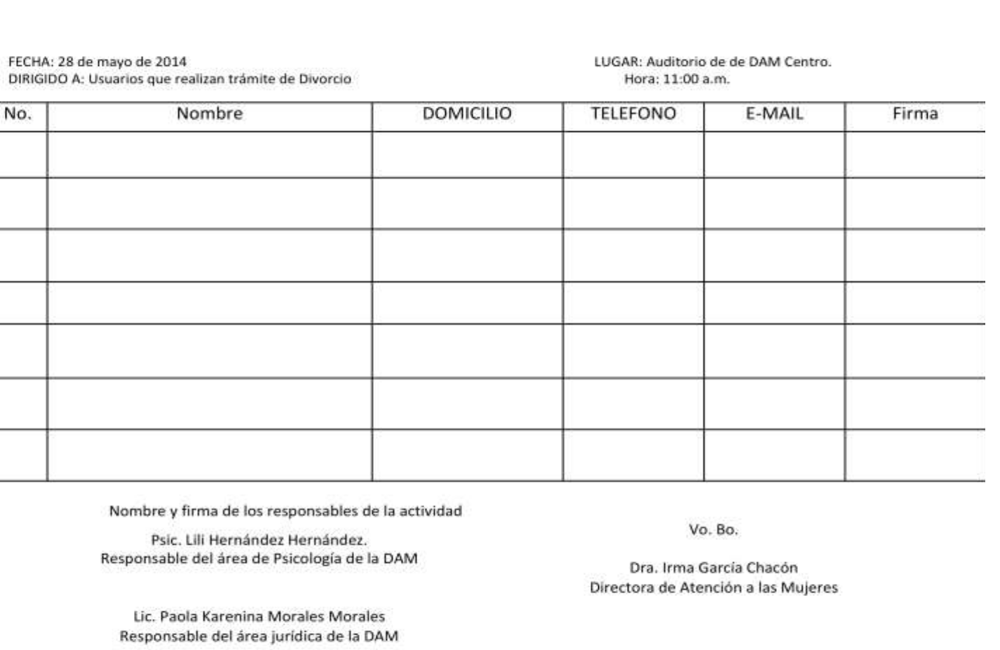 FECHA: 28 de mayo de 2014
LUGAR: Auditorio de de DAM Centro.
DIRIGIDO A: Usuarios que realizan trámite de Divorcio
Hora: 11:00 a.m.
No. Nombre DOMICILIO TELEFONO E-MAIL Firma
Nombre y firma de los responsables de la actividad
Psic. Lili Hernández Hernández.
Responsable del área de Psicología de la DAM
Lic. Paola Karenina Morales Morales
Responsable del área jurídica de la DAM
Vo. Bo.
Dra. Irma García Chacón
Directora de Atención a las Mujeres